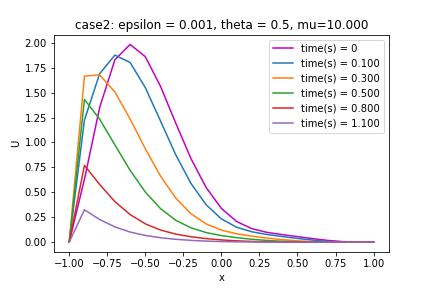 case2: epsilon = 0.001, theta = 0.5, mu=10.000
2.00
1.75
1.50
1.25
1.00
0.75
0.50
0.25
0.00
U
time(s) = 0
time(s) = 0.100
time(s) = 0.300
time(s) = 0.500
time(s) = 0.800
time(s) = 1.100
−1.00 −0.75 −0.50 −0.25 0.00 0.25 0.50 0.75 1.00
x